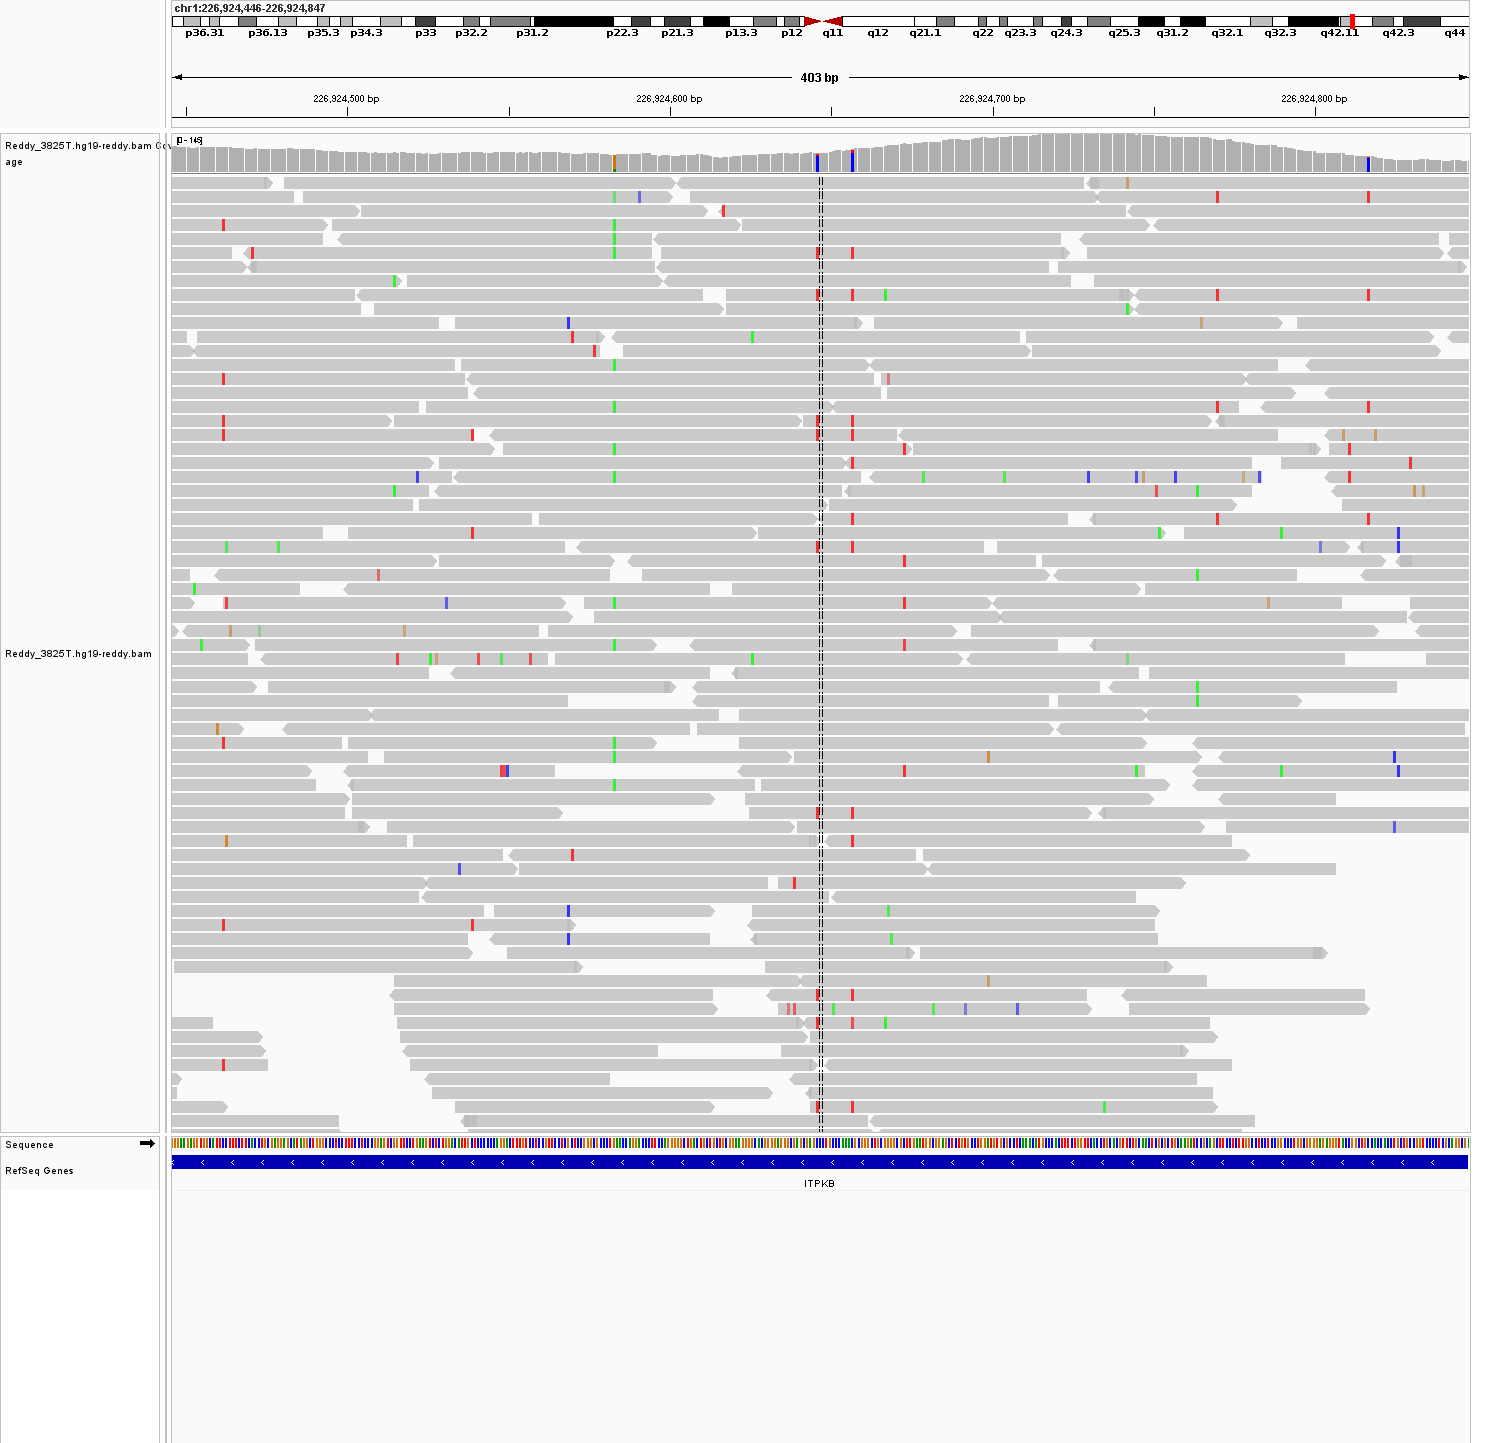 chr1:226,924,446-226,924,847
p36.31 p36.13 p35.3 p34.3 p33 p32.2 p31.2 p22.3 p21.3 p13.3 p12 q11 q12 q21.1 q22 q23.3 q24.3 q25.3 q31.2 q32.1 q32.3 q42.11 q42.3 q44
403 bp
226,924,500 bp 226,924,600 bp 226,924,700 bp 226,924,800 bp
[0 - 145]
Reddy_3825T.hg19-reddy.bam Cov
age
Reddy_3825T.hg19-reddy.bam
Sequence
RefSeq Genes
ITPKB